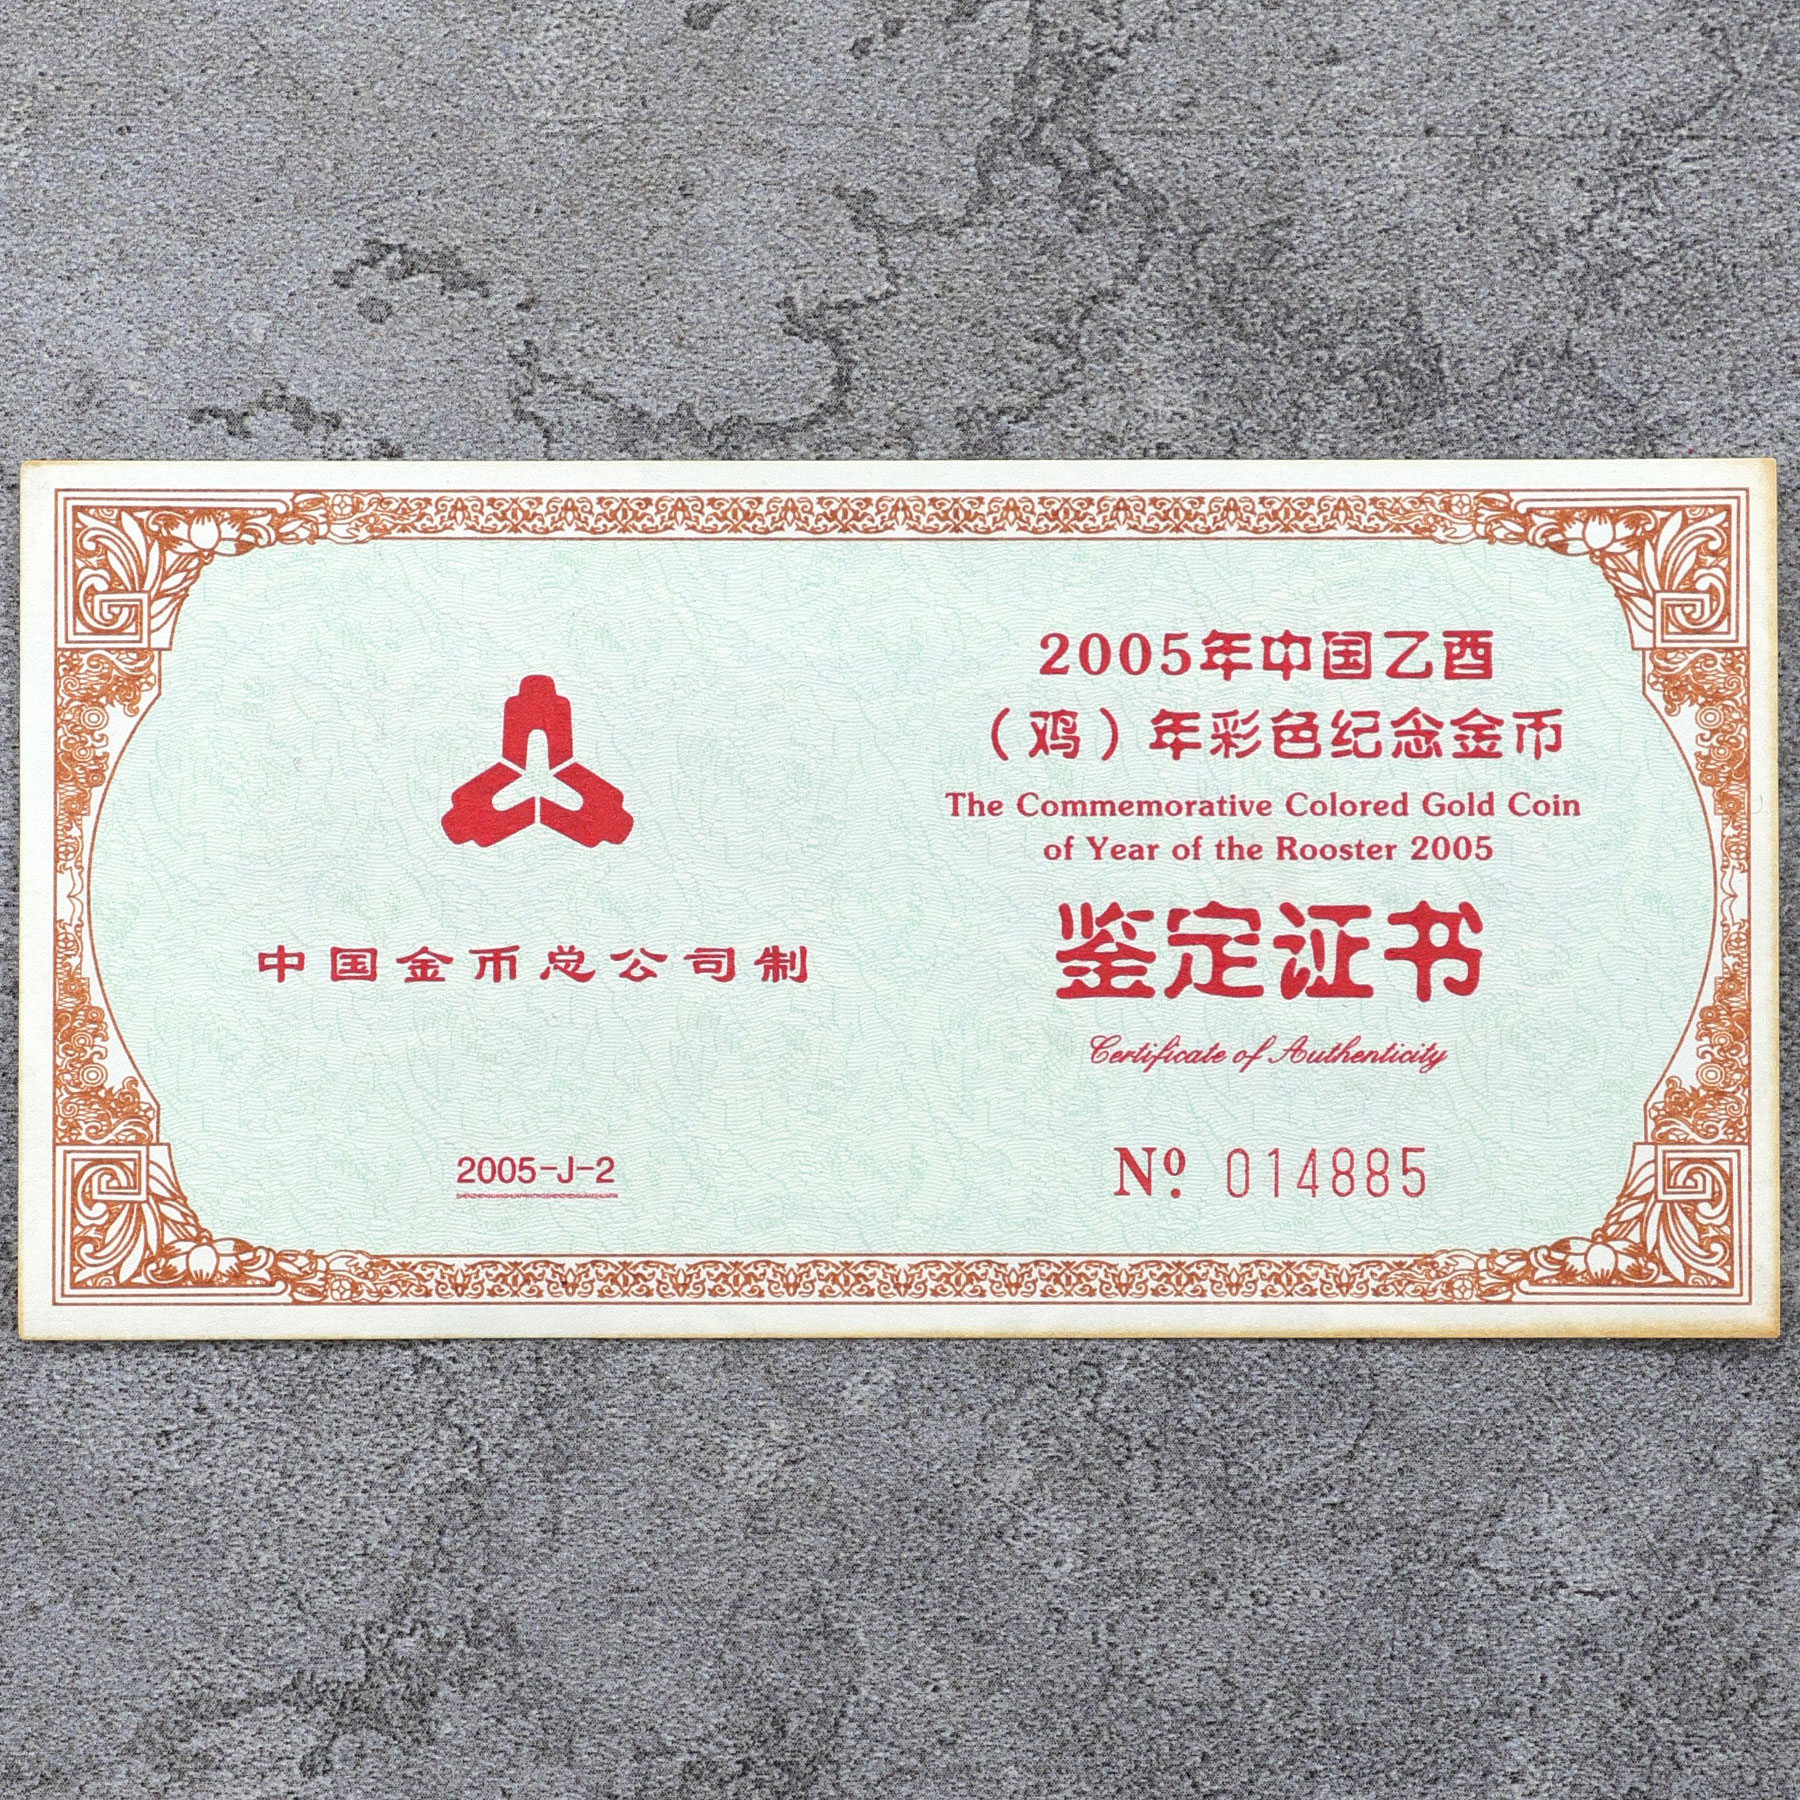 中国金币总公司制
2005-J-2
2005年中国乙酉
（鸡）年彩色纪念金币
The Commemorative Colored Gold Coin
of Year of the Rooster 2005
鉴定证书
Certificate of Authenticity
Nº. 014885